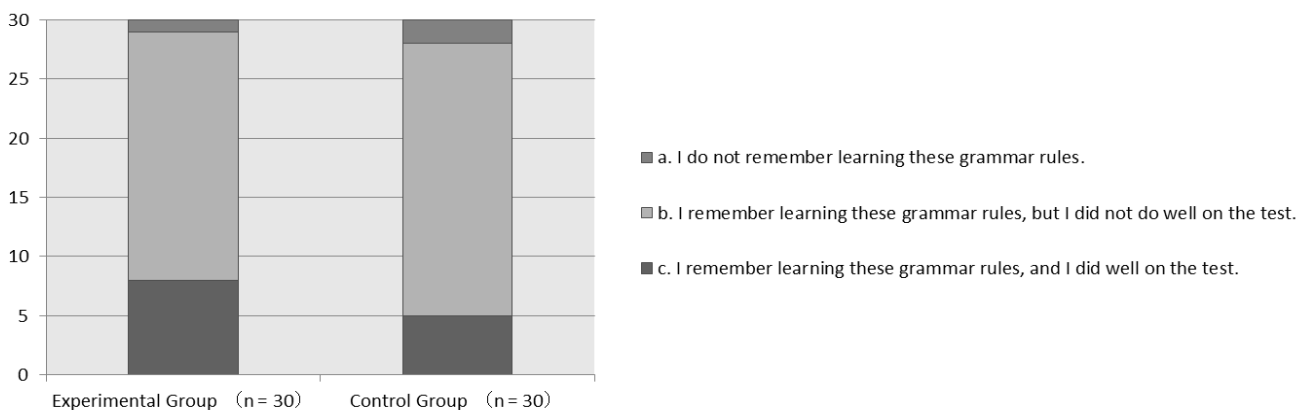 30
25
20
15
10
5
0
Experimental Group （n = 30） Control Group （n = 30）
a. I do not remember learning these grammar rules.
b. I remember learning these grammar rules, but I did not do well on the test.
c. I remember learning these grammar rules, and I did well on the test.